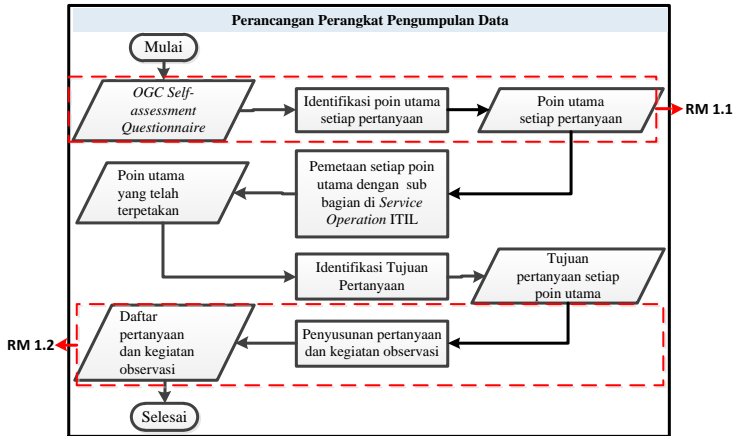 Perancangan Perangkat Pengumpulan Data
Mulai
OGC Self-
assessment
Questionnaire
Identifikasi poin utama
setiap pertanyaan
Poin utama
setiap pertanyaan
RM 1.1
Poin utama
yang telah
terpetakan
Pemetaan setiap poin
utama dengan sub
bagian di Service
Operation ITIL
Identifikasi Tujuan
Pertanyaan
Tujuan
pertanyaan setiap
poin utama
RM 1.2
Daftar
pertanyaan
dan kegiatan
observasi
Penyusunan pertanyaan
dan kegiatan observasi
Selesai